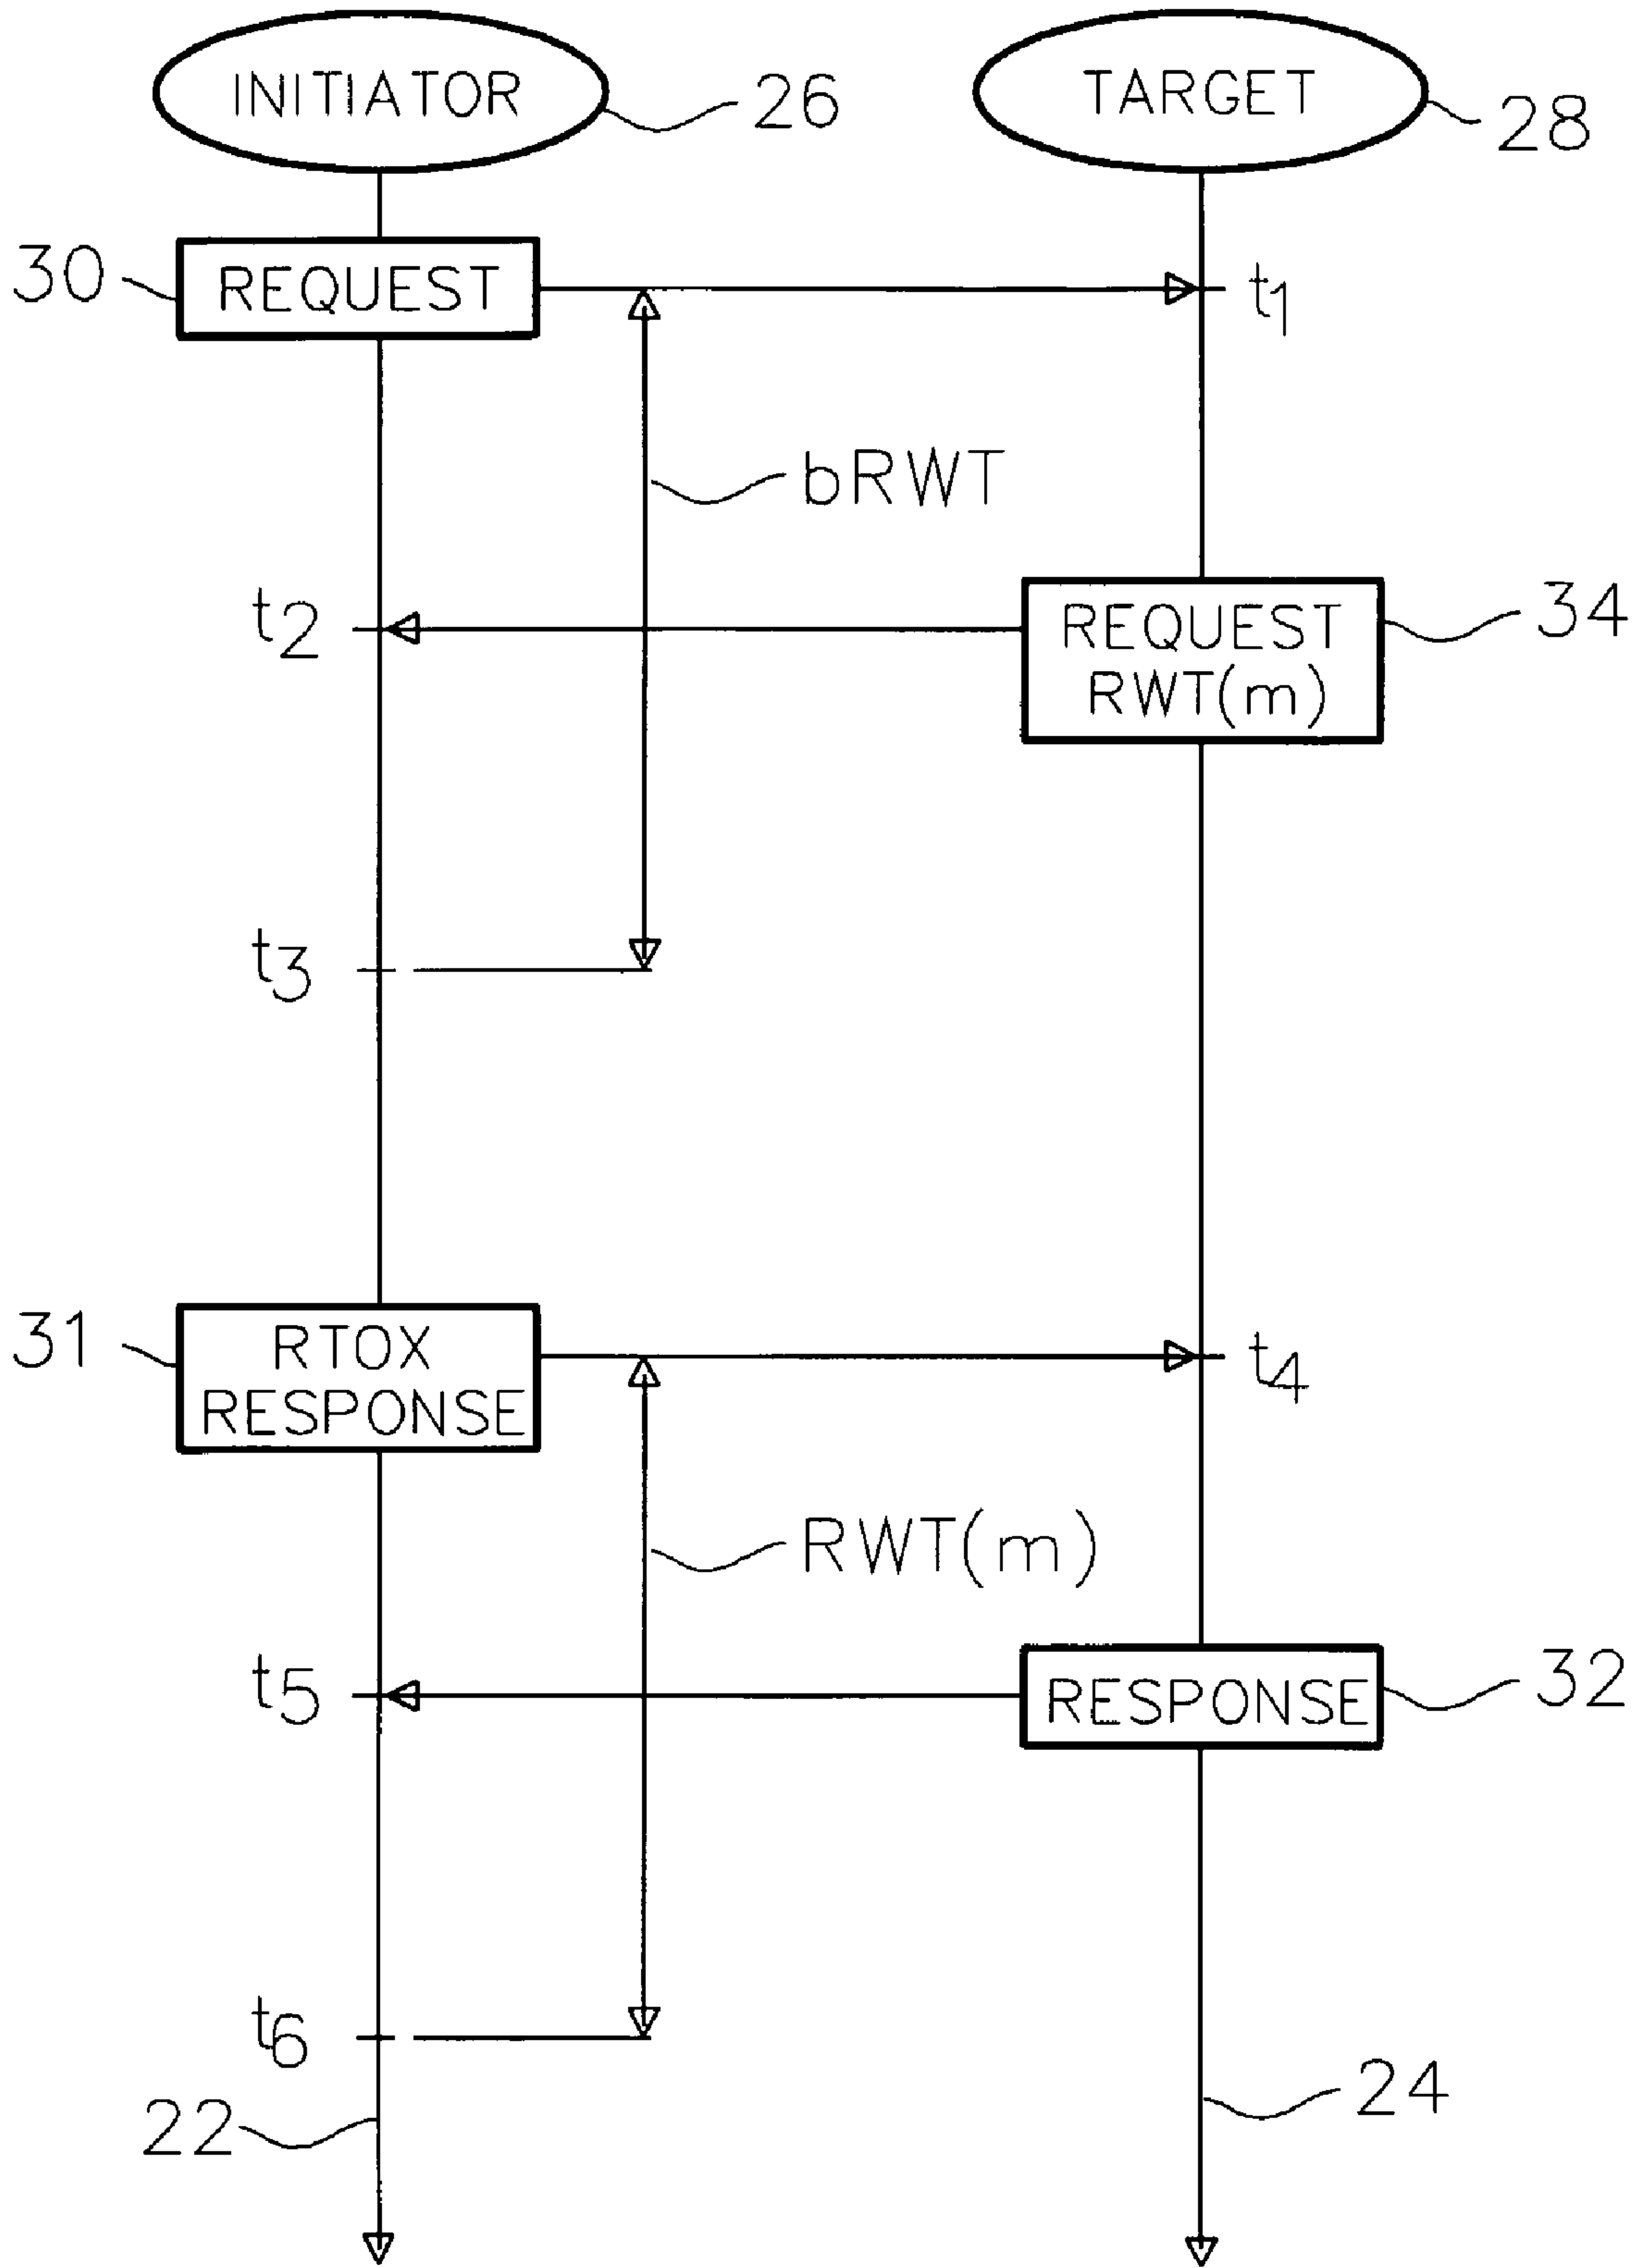 INITIATOR
26
TARGET
28
30
REQUEST
t1
bRWT
t2
REQUEST
RWT(m)
34
t3
31
RTOX
RESPONSE
t4
RWT(m)
t5
RESPONSE
32
t6
22
24